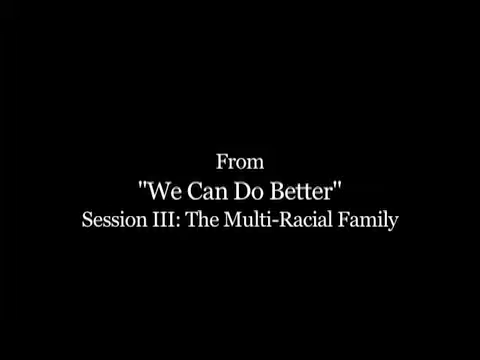 From
"We Can Do Better"
Session III: The Multi-Racial Family